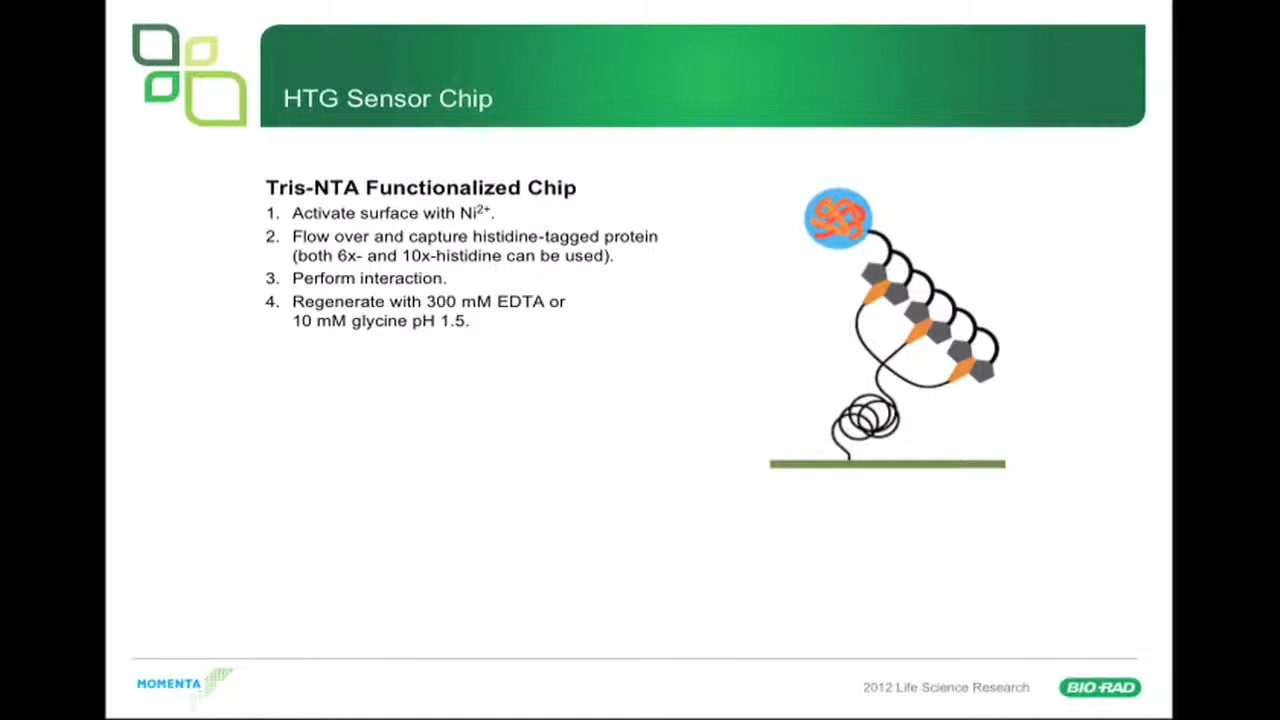 HTG Sensor Chip
Tris-NTA Functionalized Chip
1. Activate surface with Ni²⁺.
2. Flow over and capture histidine-tagged protein
(both 6x- and 10x-histidine can be used).
3. Perform interaction.
4. Regenerate with 300 mM EDTA or
10 mM glycine pH 1.5.
MOMENTA
2012 Life Science Research
BIO-RAD